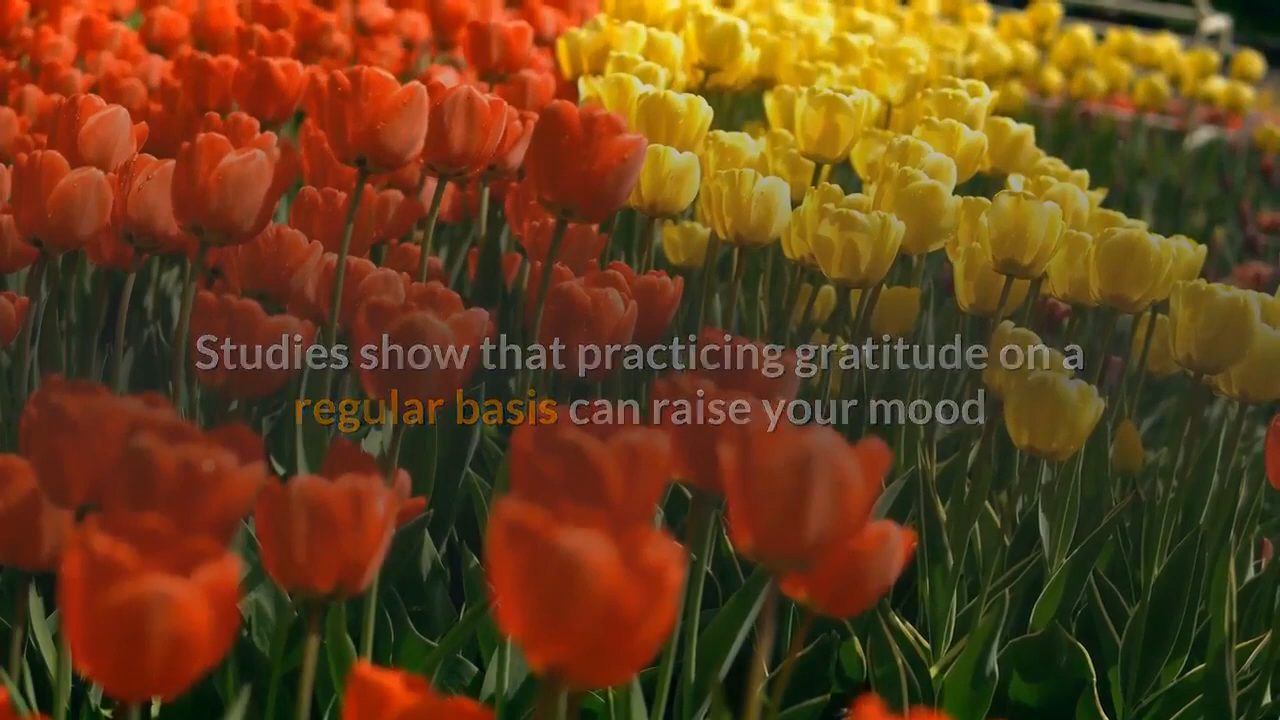 Studies show that practicing gratitude on a
regular basis can raise your mood